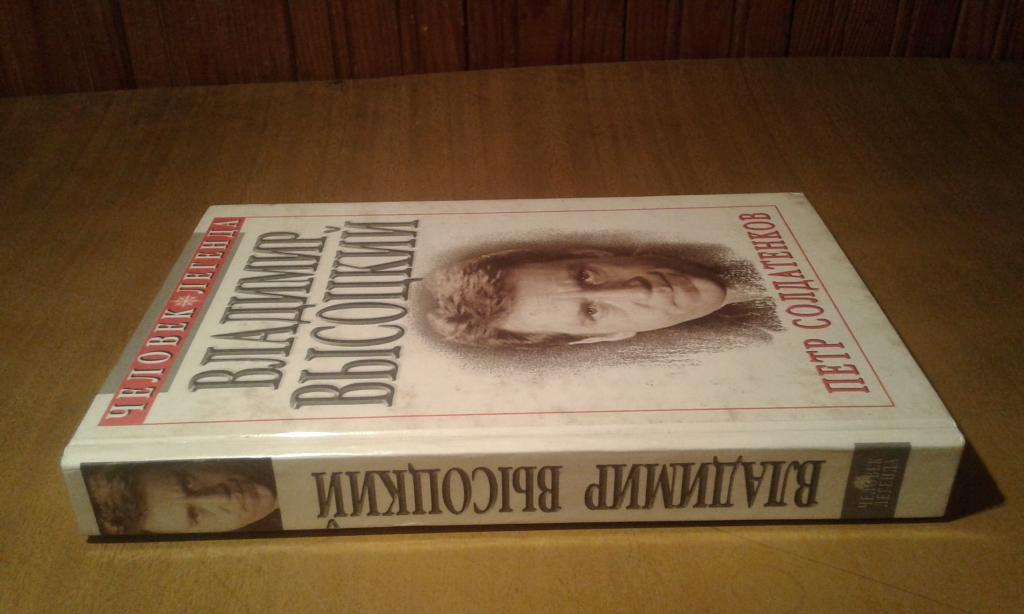 ЧЕЛОВЕК ЛЕГЕНДА
ВЛАДИМИР
ВЫСОЦКИЙ
ПЕТР СОЛДАТЕНКОВ
ВЛАДИМИР ВЫСОЦКИЙ
ЧЕЛОВЕК
ЛЕГЕНДА